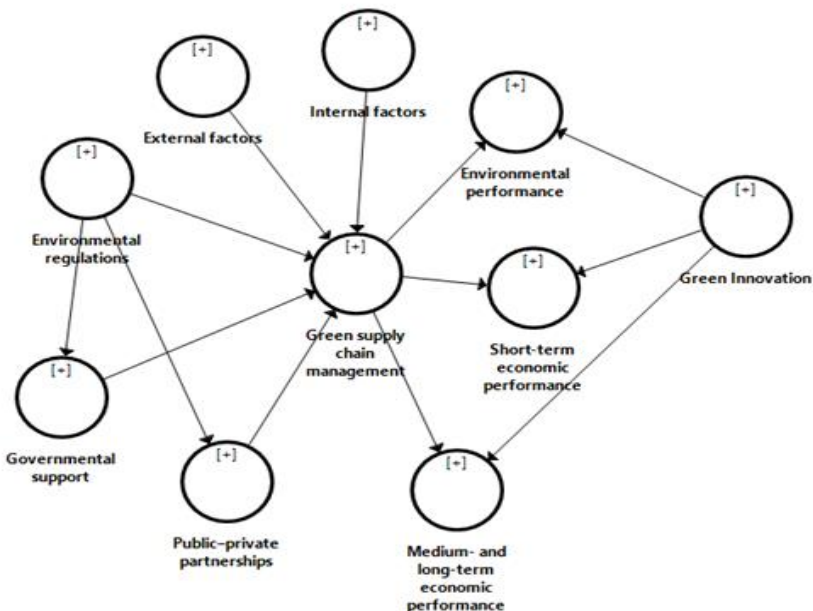 [+]
External factors
[+]
Internal factors
[+]
Environmental
performance
[+]
Environmental
regulations
[+]
Green Innovation
[+]
Green supply
chain
management
[+]
Short-term
economic
performance
[+]
Governmental
support
[+]
Public–private
partnerships
[+]
Medium- and
long-term
economic
performance